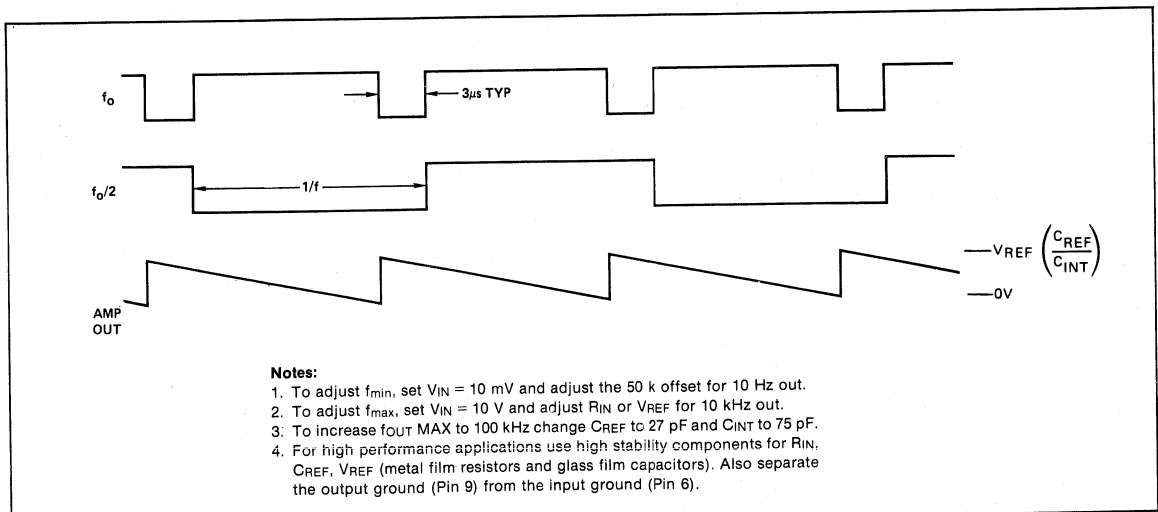 fo
3μs TYP
fo/2
1/f
VREF (CREF/CINT)
0V
AMP
OUT
Notes:
1. To adjust fmin, set VIN = 10 mV and adjust the 50 k offset for 10 Hz out.
2. To adjust fmax, set VIN = 10 V and adjust RIN or VREF for 10 kHz out.
3. To increase fOUT MAX to 100 kHz change CREF to 27 pF and CINT to 75 pF.
4. For high performance applications use high stability components for RIN,
CREF, VREF (metal film resistors and glass film capacitors). Also separate
the output ground (Pin 9) from the input ground (Pin 6).